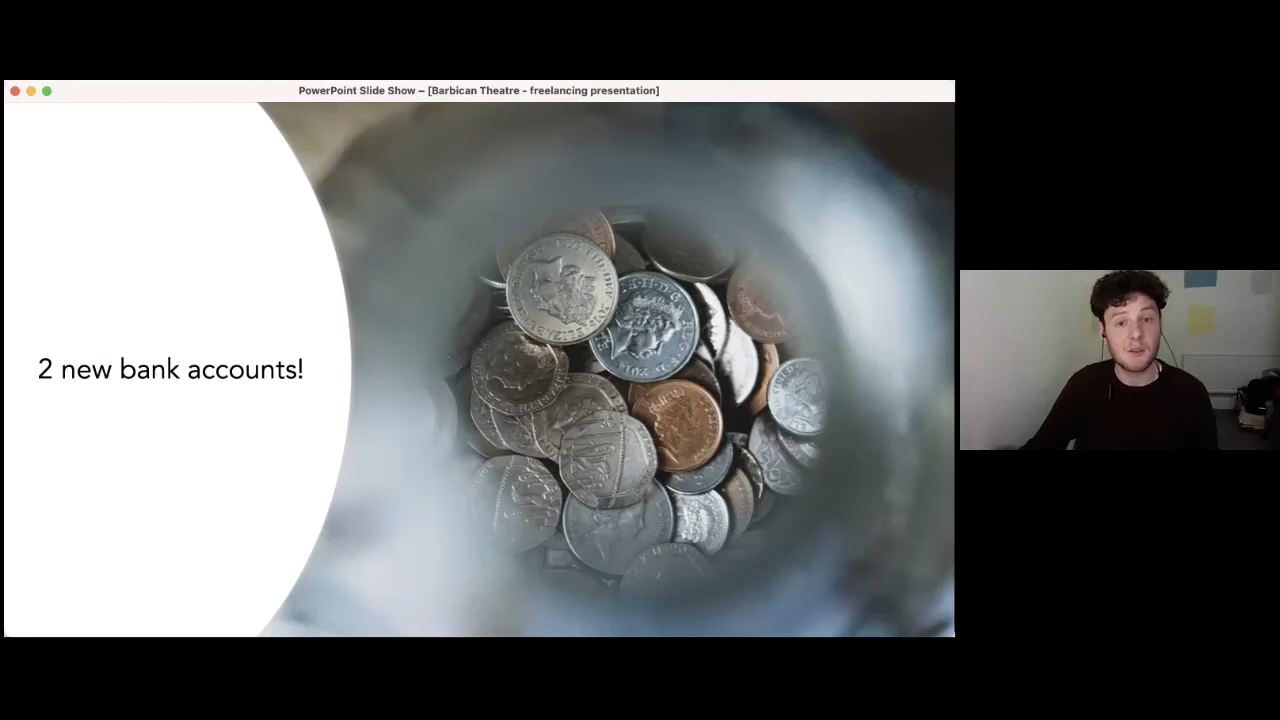 PowerPoint Slide Show – [Barbican Theatre - freelancing presentation]
2 new bank accounts!